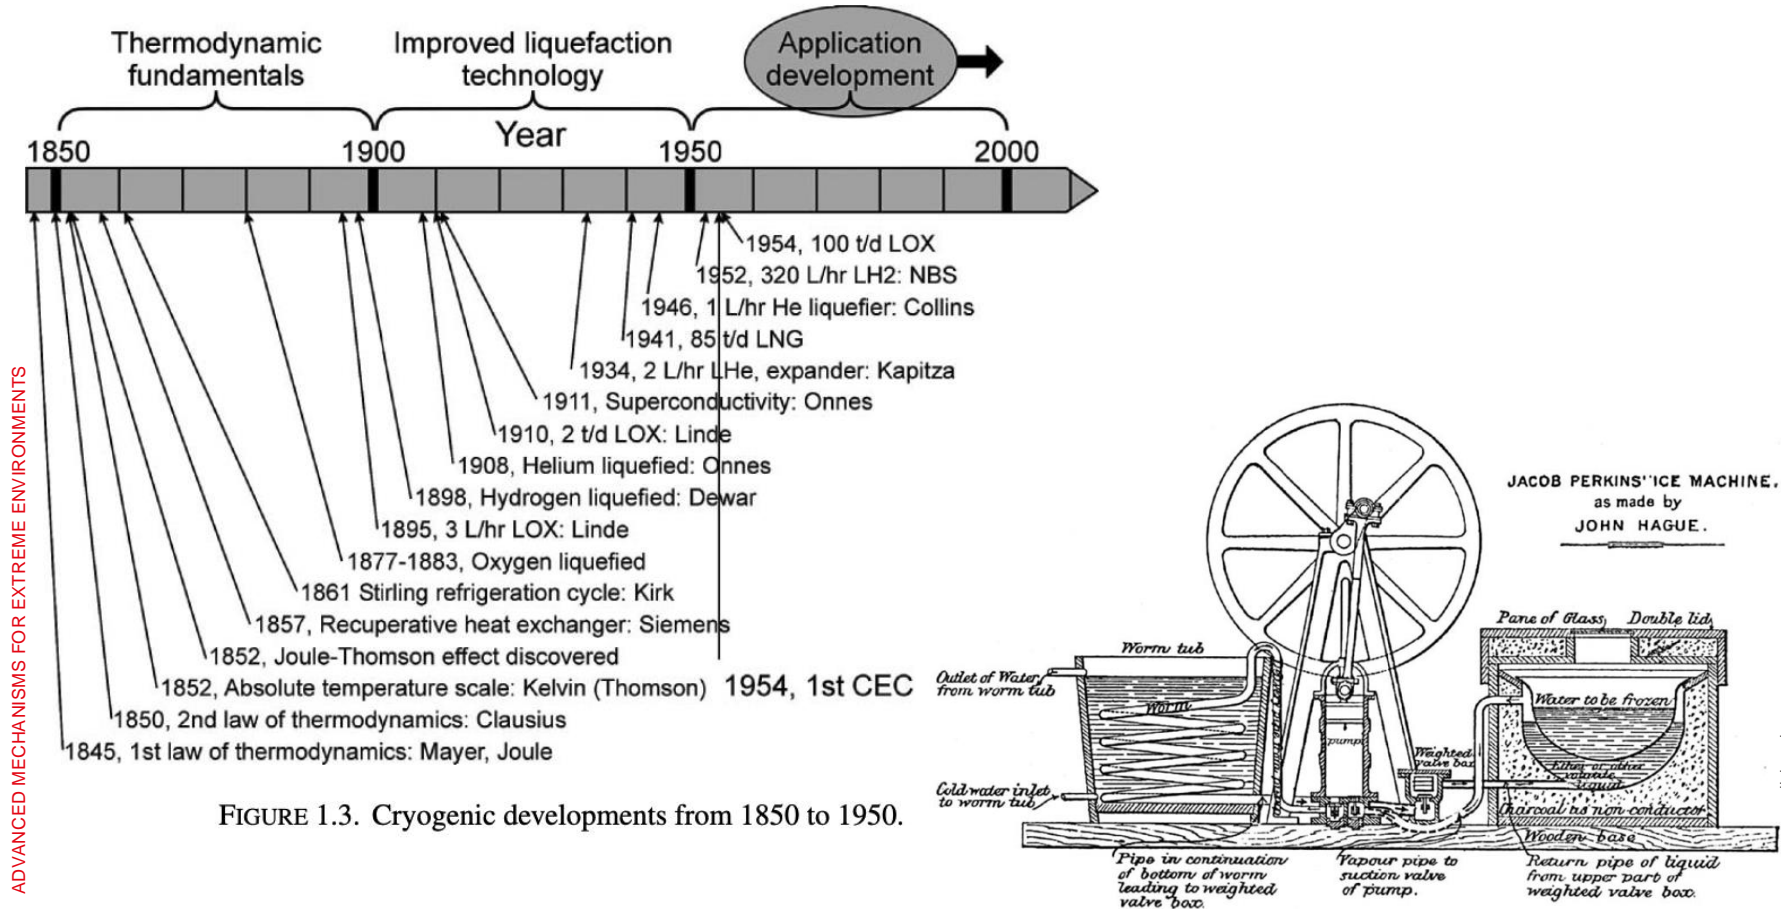 Thermodynamic
fundamentals
Improved liquefaction
technology
Application
development
Year
1850
1900
1950
2000
1954, 100 t/d LOX
1952, 320 L/hr LH2: NBS
1946, 1 L/hr He liquefier: Collins
1941, 85 t/d LNG
1934, 2 L/hr LHe, expander: Kapitza
1911, Superconductivity: Onnes
1910, 2 t/d LOX: Linde
1908, Helium liquefied: Onnes
1898, Hydrogen liquefied: Dewar
1895, 3 L/hr LOX: Linde
1877-1883, Oxygen liquefied
1861 Stirling refrigeration cycle: Kirk
1857, Recuperative heat exchanger: Siemens
1852, Joule-Thomson effect discovered
1852, Absolute temperature scale: Kelvin (Thomson)
1954, 1st CEC
1850, 2nd law of thermodynamics: Clausius
1845, 1st law of thermodynamics: Mayer, Joule
FIGURE 1.3. Cryogenic developments from 1850 to 1950.
ADVANCED MECHANISMS FOR EXTREME ENVIRONMENTS
JACOB PERKINS' ICE MACHINE.
as made by
JOHN HAGUE.
Pane of Glass
Double lid
Worm tub
Outlet of Water
from worm tub
Worm
Water to be frozen
pump
Weighted
valve box
Ether or other
volatile
liquid
Cold water inlet
to worm tub
Charcoal as non-conductor
Wooden base
Pipe in continuation
of bottom of worm
leading to weighted
valve box.
Vapour pipe to
suction valve
of pump.
Return pipe of liquid
from upper part of
weighted valve box.